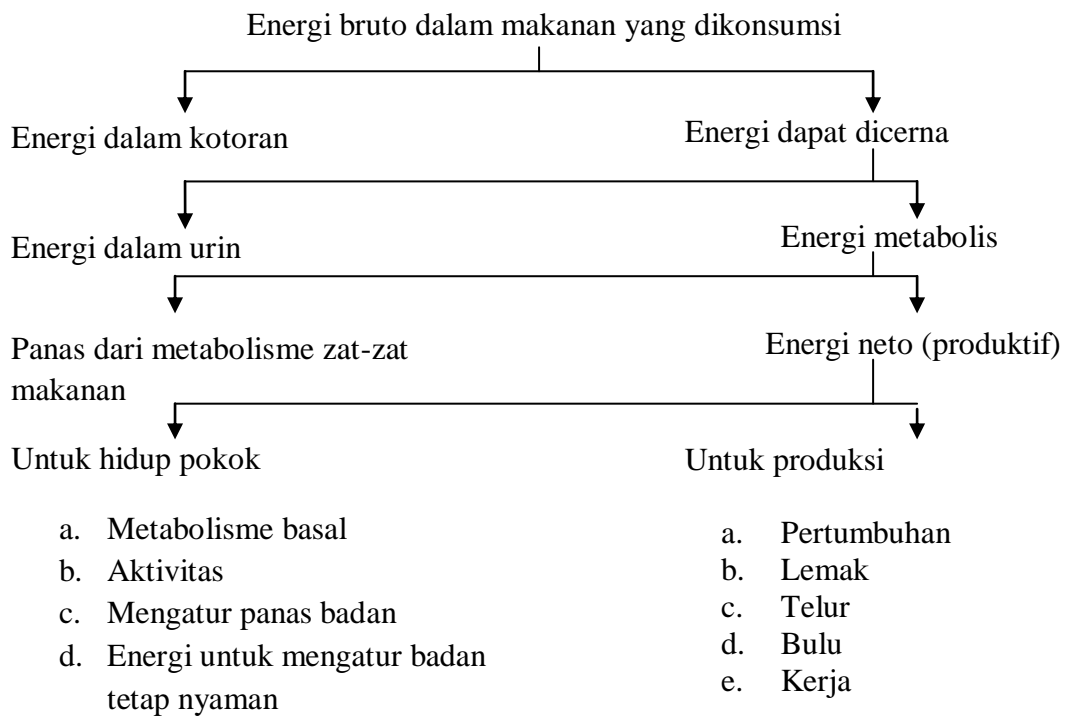 Energi bruto dalam makanan yang dikonsumsi
Energi dalam kotoran
Energi dapat dicerna
Energi dalam urin
Energi metabolis
Panas dari metabolisme zat-zat
makanan
Energi neto (produktif)
Untuk hidup pokok
Untuk produksi
a. Metabolisme basal
b. Aktivitas
c. Mengatur panas badan
d. Energi untuk mengatur badan
tetap nyaman
a. Pertumbuhan
b. Lemak
c. Telur
d. Bulu
e. Kerja